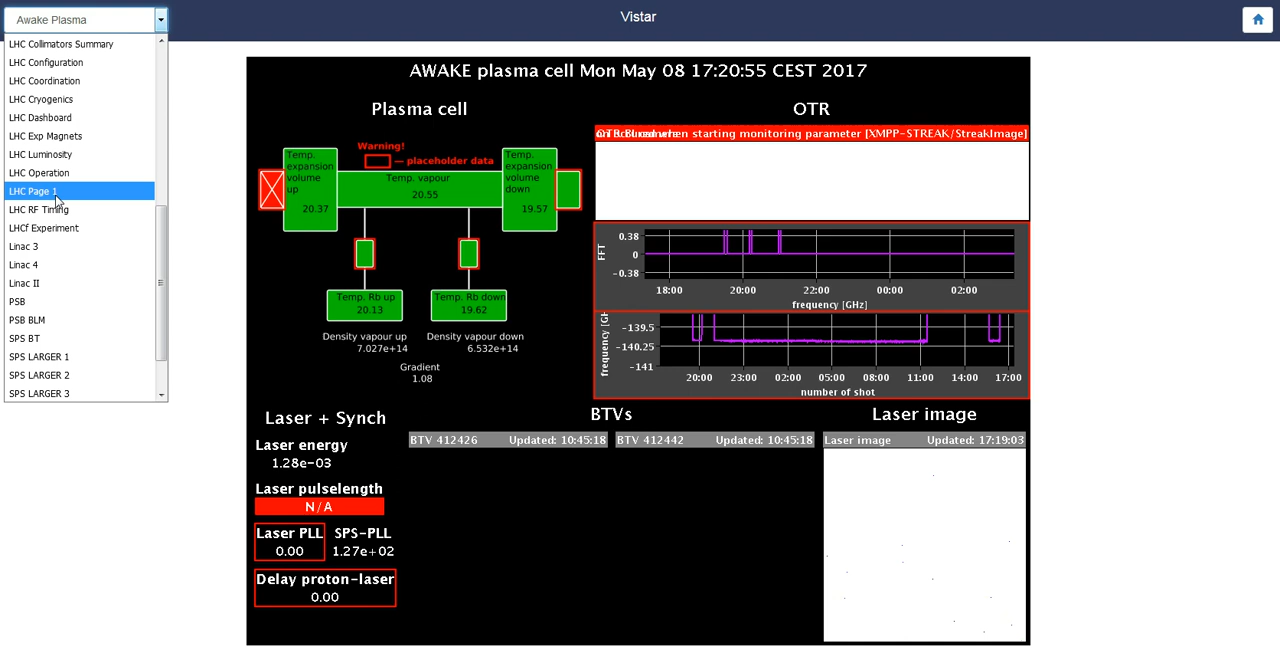 Awake Plasma
Vistar
LHC Collimators Summary
LHC Configuration
LHC Coordination
LHC Cryogenics
LHC Dashboard
LHC Exp Magnets
LHC Luminosity
LHC Operation
LHC Page 1
LHC RF Timing
LHCf Experiment
Linac 3
Linac 4
Linac II
PSB
PSB BLM
SPS BT
SPS LARGER 1
SPS LARGER 2
SPS LARGER 3
AWAKE plasma cell Mon May 08 17:20:55 CEST 2017
Plasma cell
Warning!
— placeholder data
Temp. expansion volume up
20.37
Temp. vapour
20.55
Temp. expansion volume down
19.57
Temp. Rb up
20.13
Temp. Rb down
19.62
Density vapour up
7.027e+14
Density vapour down
6.532e+14
Gradient
1.08
OTR
when starting monitoring parameter [XMPP-STREAK/StreakImage]
FFT
0.38
0
-0.38
18:00 20:00 22:00 00:00 02:00
frequency [GHz]
frequency [GH
-139.5
-140.25
-141
20:00 23:00 02:00 05:00 08:00 11:00 14:00 17:00
number of shot
Laser + Synch
Laser energy
1.28e-03
Laser pulselength
N/A
Laser PLL
0.00
SPS-PLL
1.27e+02
Delay proton-laser
0.00
BTVs
BTV 412426 Updated: 10:45:18
BTV 412442 Updated: 10:45:18
Laser image
Laser image Updated: 17:19:03